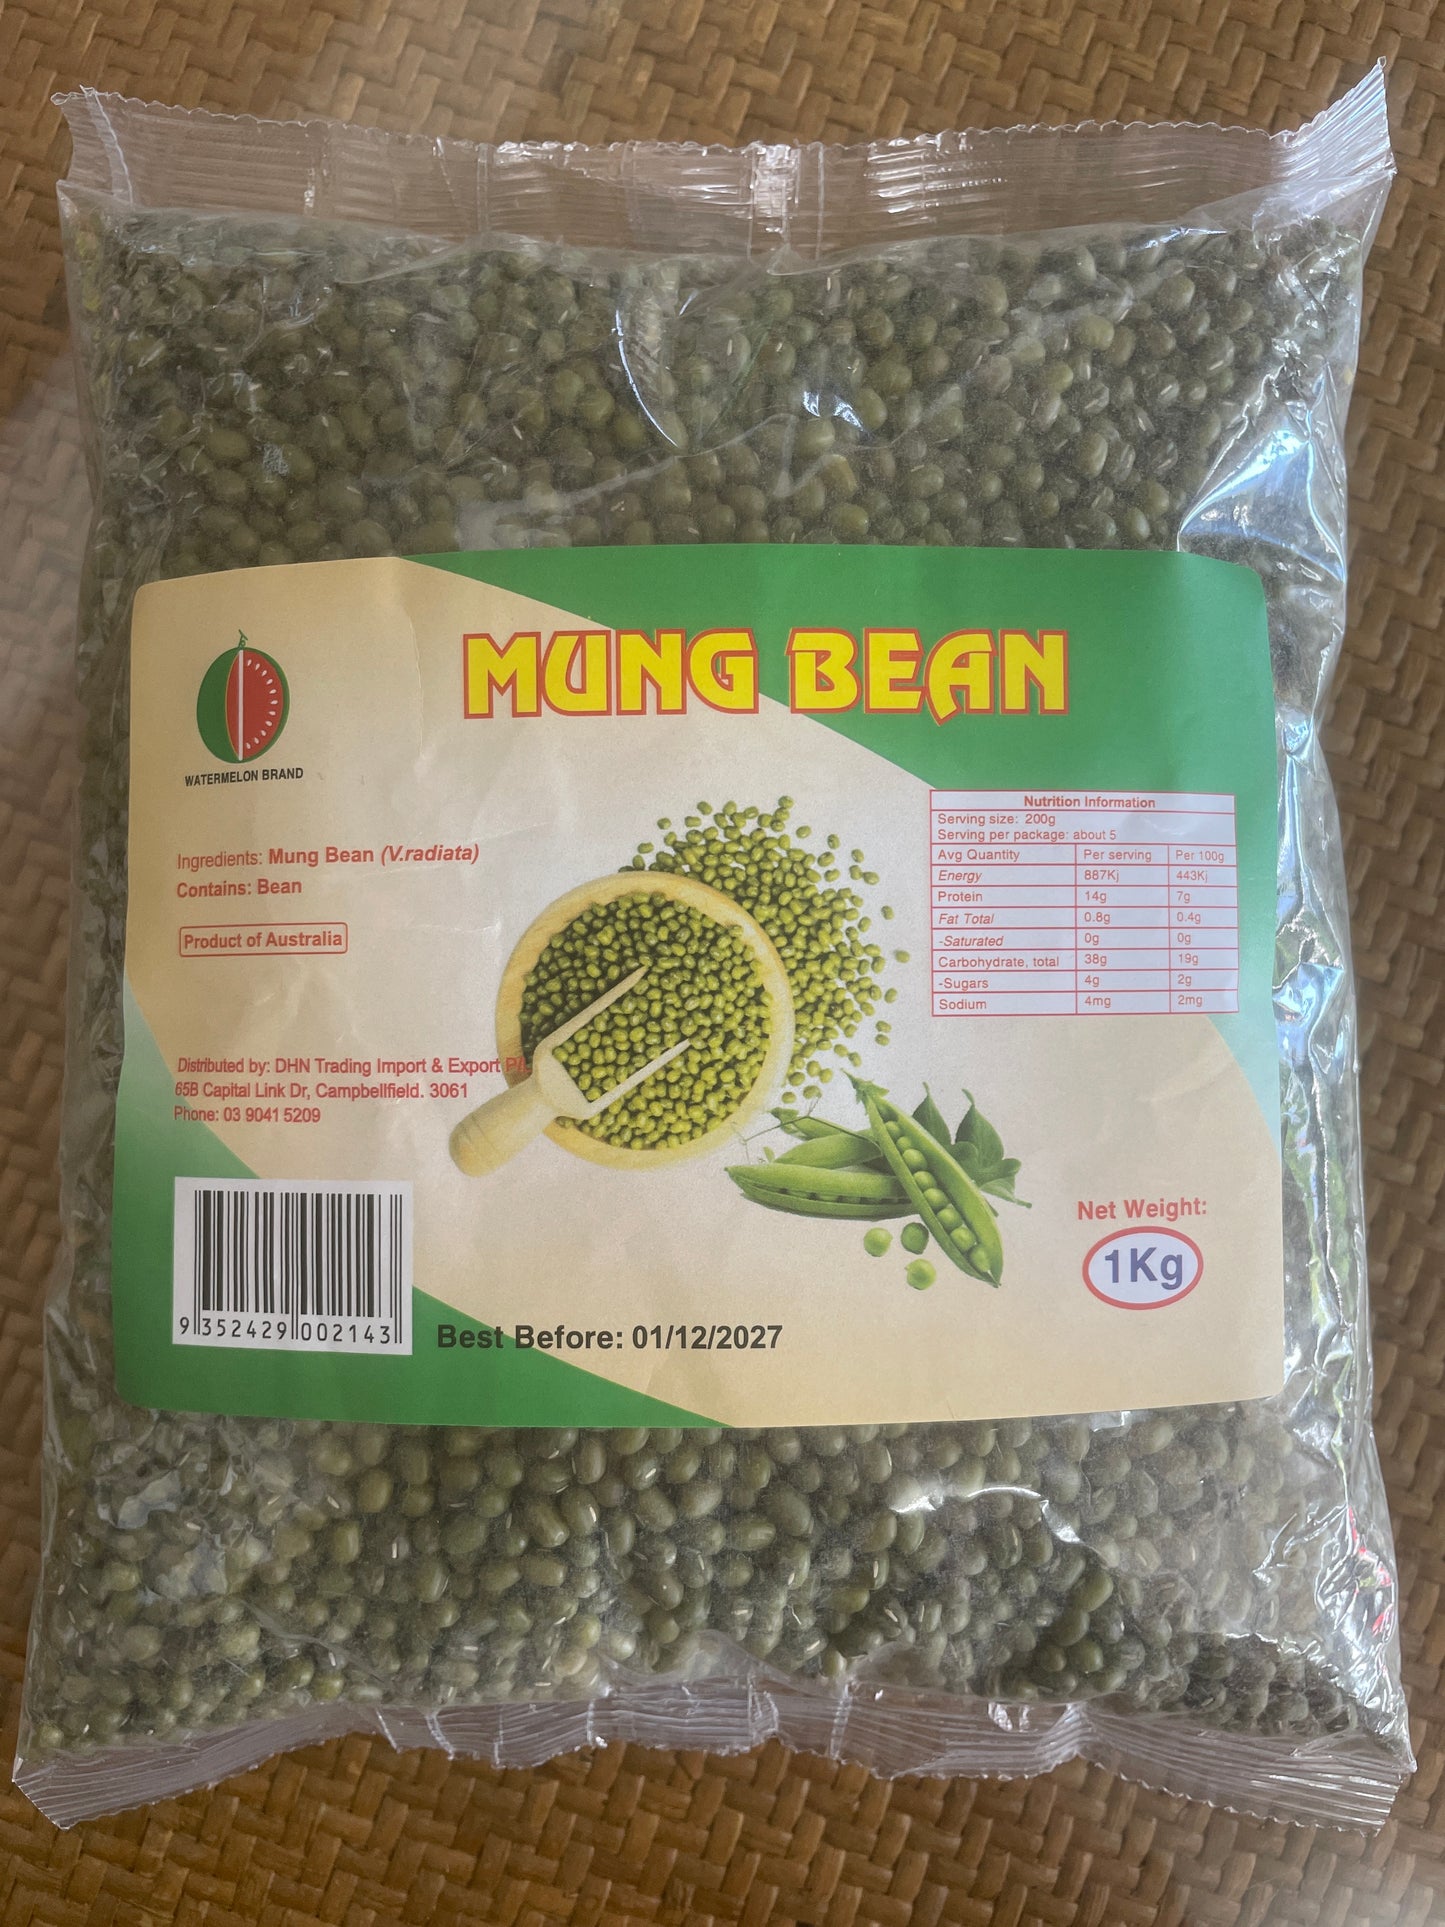 MUNG BEAN
WATERMELON BRAND
Ingredients: Mung Bean (V.radiata)
Contains: Bean
Product of Australia
Distributed by: DHN Trading Import & Export P/L
65B Capital Link Dr, Campbellfield. 3061
Phone: 03 9041 5209
Nutrition Information
Serving size: 200g
Serving per package: about 5
Avg Quantity Per serving Per 100g
Energy 887Kj 443Kj
Protein 14g 7g
Fat Total 0.8g 0.4g
-Saturated 0g 0g
Carbohydrate, total 38g 19g
-Sugars 4g 2g
Sodium 4mg 2mg
Net Weight:
1Kg
9 352429 002143
Best Before: 01/12/2027